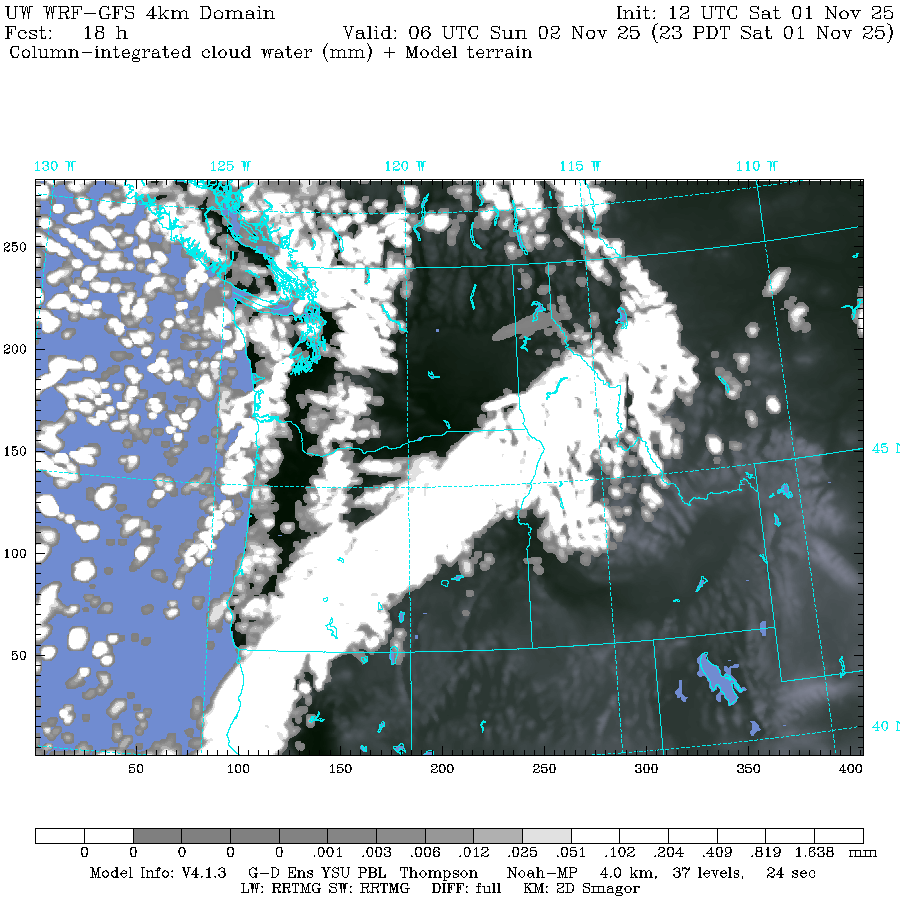 UW WRF-GFS 4km Domain Init: 12 UTC Sat 01 Nov 25
Fcst: 18 h Valid: 06 UTC Sun 02 Nov 25 (23 PDT Sat 01 Nov 25)
Column-integrated cloud water (mm) + Model terrain
130 W 125 W 120 W 115 W 110 W
250
200
150
45 N
100
50
40 N
50 100 150 200 250 300 350 400
0 0 0 0 0 .001 .003 .006 .012 .025 .051 .102 .204 .409 .819 1.638 mm
Model Info: V4.1.3 G-D Ens YSU PBL Thompson Noah-MP 4.0 km, 37 levels, 24 sec
LW: RRTMG SW: RRTMG DIFF: full KM: 2D Smagor